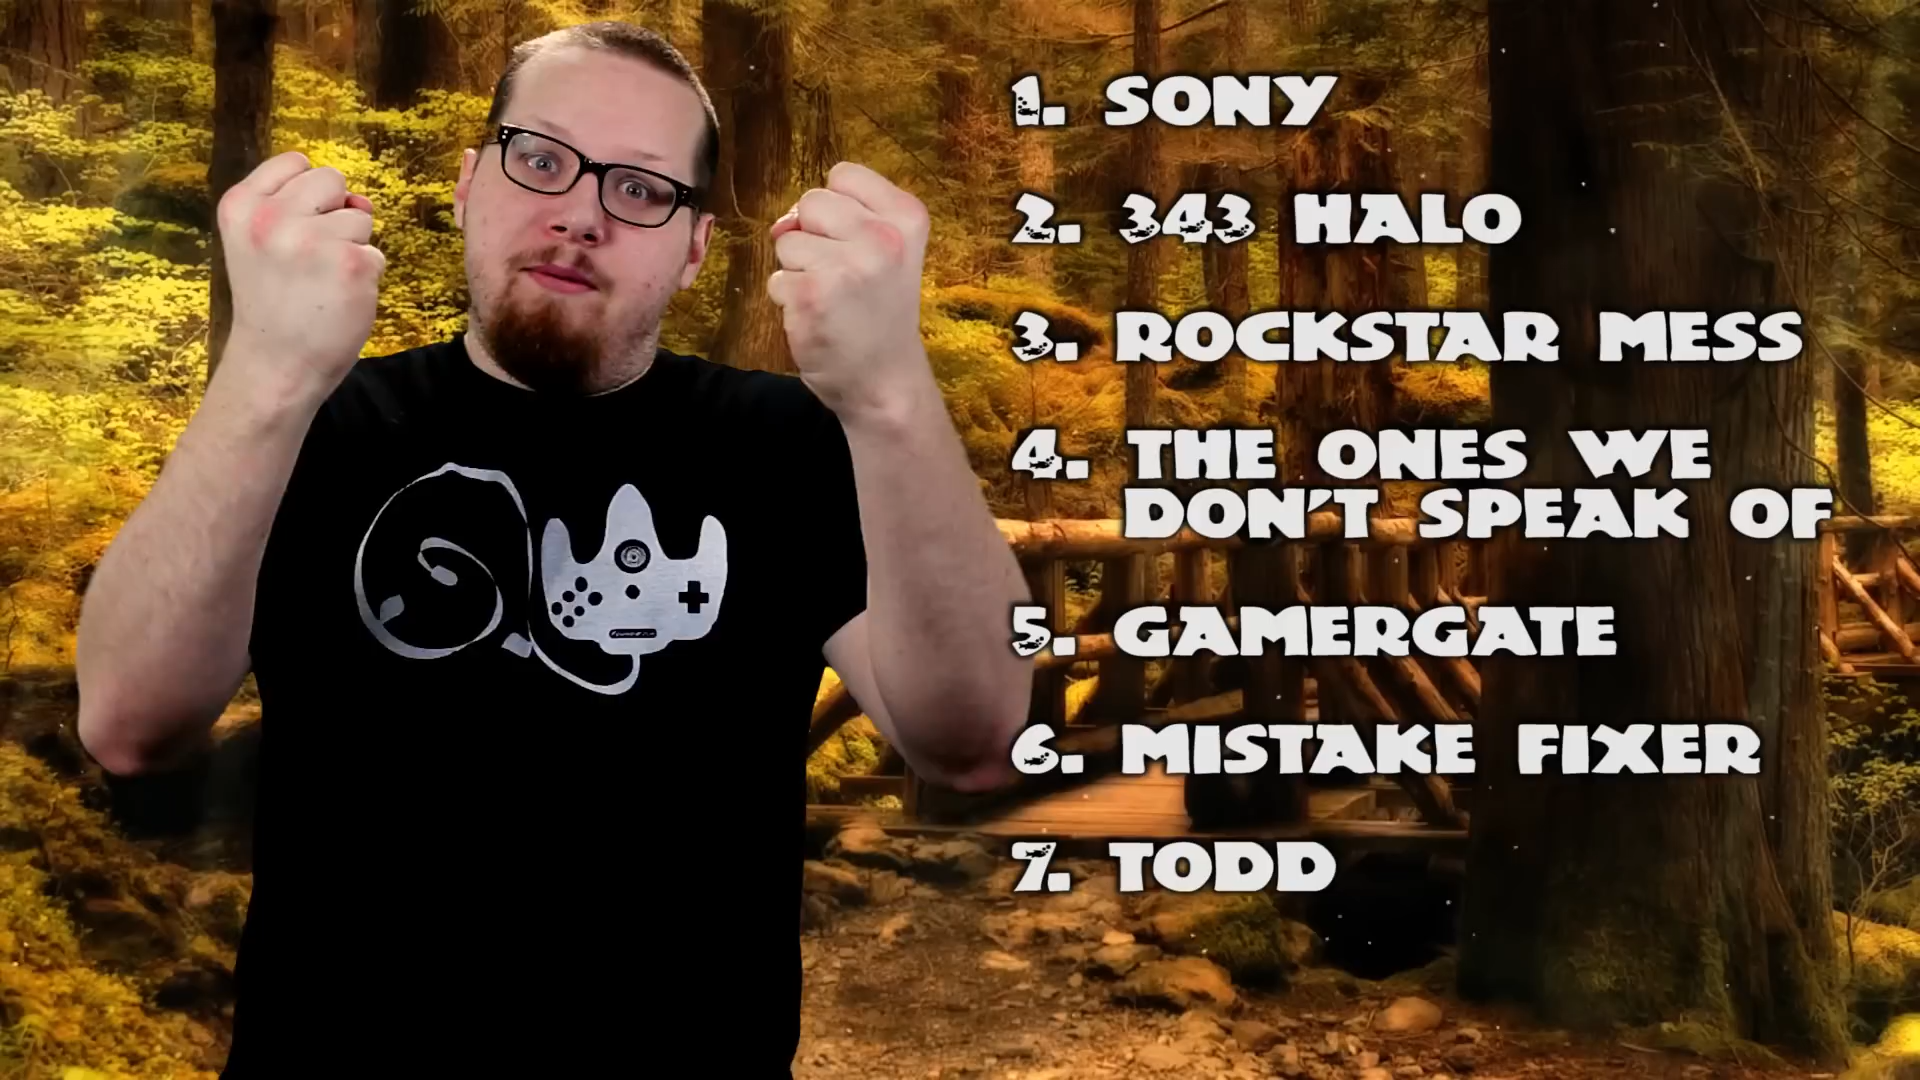 1. SONY
2. 343 HALO
3. ROCKSTAR MESS
4. THE ONES WE
DON'T SPEAK OF
5. GAMERGATE
6. MISTAKE FIXER
7. TODD